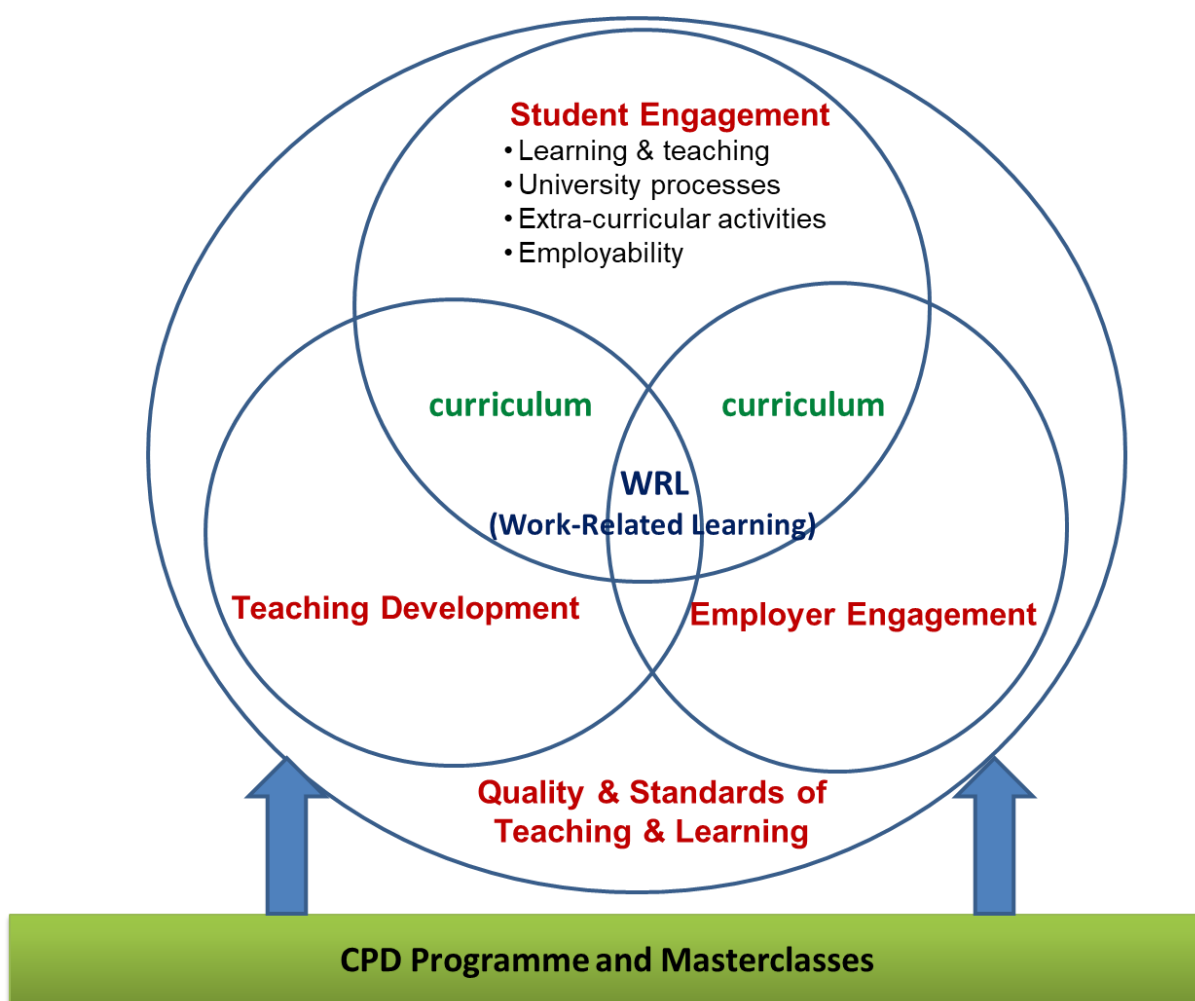 Student Engagement
• Learning & teaching
• University processes
• Extra-curricular activities
• Employability
curriculum
curriculum
WRL
(Work-Related Learning)
Teaching Development
Employer Engagement
Quality & Standards of
Teaching & Learning
CPD Programme and Masterclasses